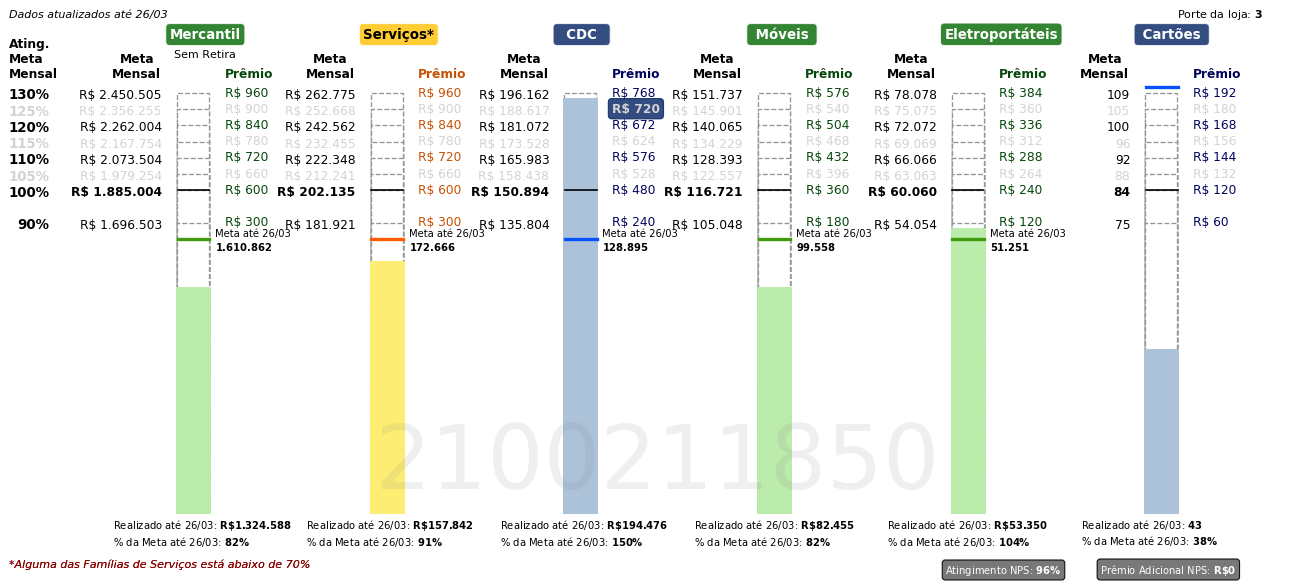 Dados atualizados até 26/03
Porte da loja: 3
Mercantil Serviços* CDC Móveis Eletroportáteis Cartões
Sem Retira
Ating. Meta Mensal
Meta Mensal Prêmio Meta Mensal Prêmio Meta Mensal Prêmio Meta Mensal Prêmio Meta Mensal Prêmio Meta Mensal Prêmio
130% R$ 2.450.505 R$ 960 R$ 262.775 R$ 960 R$ 196.162 R$ 768 R$ 151.737 R$ 576 R$ 78.078 R$ 384 109 R$ 192
125% R$ 2.356.255 R$ 900 R$ 252.668 R$ 900 R$ 188.617 R$ 720 R$ 145.901 R$ 540 R$ 75.075 R$ 360 105 R$ 180
120% R$ 2.262.004 R$ 840 R$ 242.562 R$ 840 R$ 181.072 R$ 672 R$ 140.065 R$ 504 R$ 72.072 R$ 336 100 R$ 168
115% R$ 2.167.754 R$ 780 R$ 232.455 R$ 780 R$ 173.528 R$ 624 R$ 134.229 R$ 468 R$ 69.069 R$ 312 96 R$ 156
110% R$ 2.073.504 R$ 720 R$ 222.348 R$ 720 R$ 165.983 R$ 576 R$ 128.393 R$ 432 R$ 66.066 R$ 288 92 R$ 144
105% R$ 1.979.254 R$ 660 R$ 212.241 R$ 660 R$ 158.438 R$ 528 R$ 122.557 R$ 396 R$ 63.063 R$ 264 88 R$ 132
100% R$ 1.885.004 R$ 600 R$ 202.135 R$ 600 R$ 150.894 R$ 480 R$ 116.721 R$ 360 R$ 60.060 R$ 240 84 R$ 120
90% R$ 1.696.503 R$ 300 R$ 181.921 R$ 300 R$ 135.804 R$ 240 R$ 105.048 R$ 180 R$ 54.054 R$ 120 75 R$ 60
Meta até 26/03 Meta até 26/03 Meta até 26/03 Meta até 26/03 Meta até 26/03
1.610.862 172.666 128.895 99.558 51.251
2100211850
Realizado até 26/03: R$1.324.588 Realizado até 26/03: R$157.842 Realizado até 26/03: R$194.476 Realizado até 26/03: R$82.455 Realizado até 26/03: R$53.350 Realizado até 26/03: 43
% da Meta até 26/03: 82% % da Meta até 26/03: 91% % da Meta até 26/03: 150% % da Meta até 26/03: 82% % da Meta até 26/03: 104% % da Meta até 26/03: 38%
*Alguma das Famílias de Serviços está abaixo de 70%
Atingimento NPS: 96% Prêmio Adicional NPS: R$0